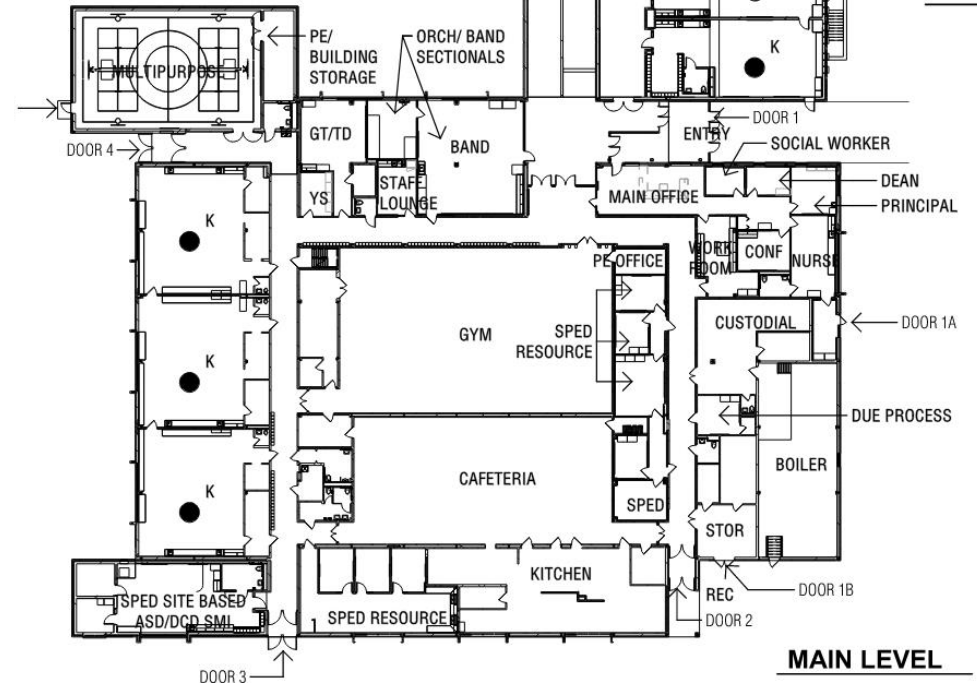 PE/
BUILDING
STORAGE
ORCH/ BAND
SECTIONALS
K
MULTIPURPOSE
DOOR 4
GT/TD
BAND
ENTRY
DOOR 1
SOCIAL WORKER
YS
STAFF
LOUNGE
MAIN OFFICE
DEAN
PRINCIPAL
K
WORK
ROOM
CONF
NURSE
PE OFFICE
GYM
SPED
RESOURCE
CUSTODIAL
DOOR 1A
K
DUE PROCESS
CAFETERIA
BOILER
K
SPED
STOR
KITCHEN
REC
DOOR 1B
SPED SITE BASED
ASD/DCD SMI
1
SPED RESOURCE
DOOR 2
DOOR 3
MAIN LEVEL